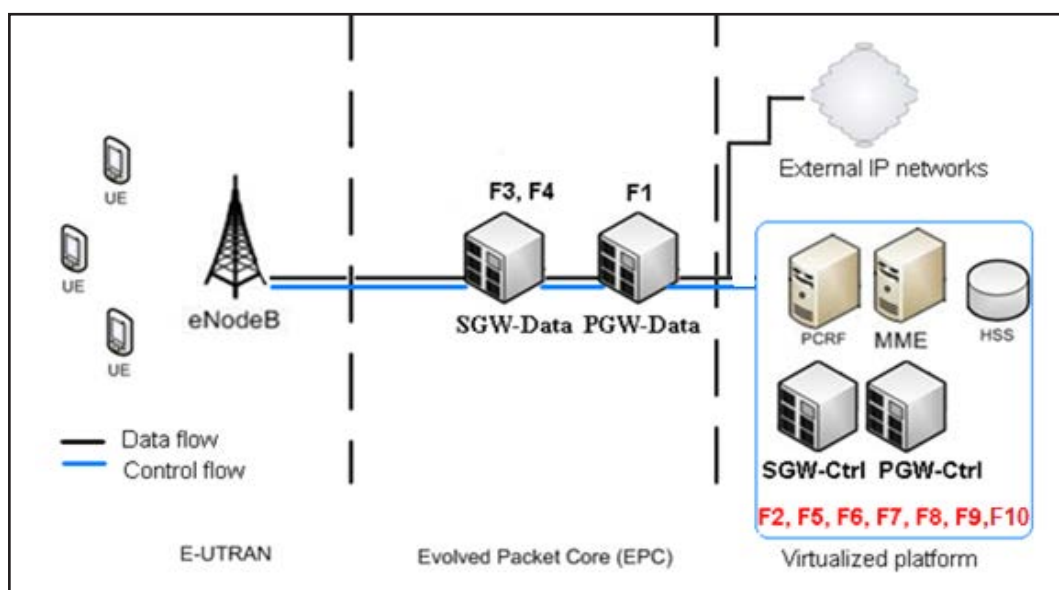 UE
UE
UE
eNodeB
Data flow
Control flow
E-UTRAN
F3, F4
F1
SGW-Data
PGW-Data
Evolved Packet Core (EPC)
External IP networks
PCRF
MME
HSS
SGW-Ctrl
PGW-Ctrl
F2, F5, F6, F7, F8, F9,F10
Virtualized platform